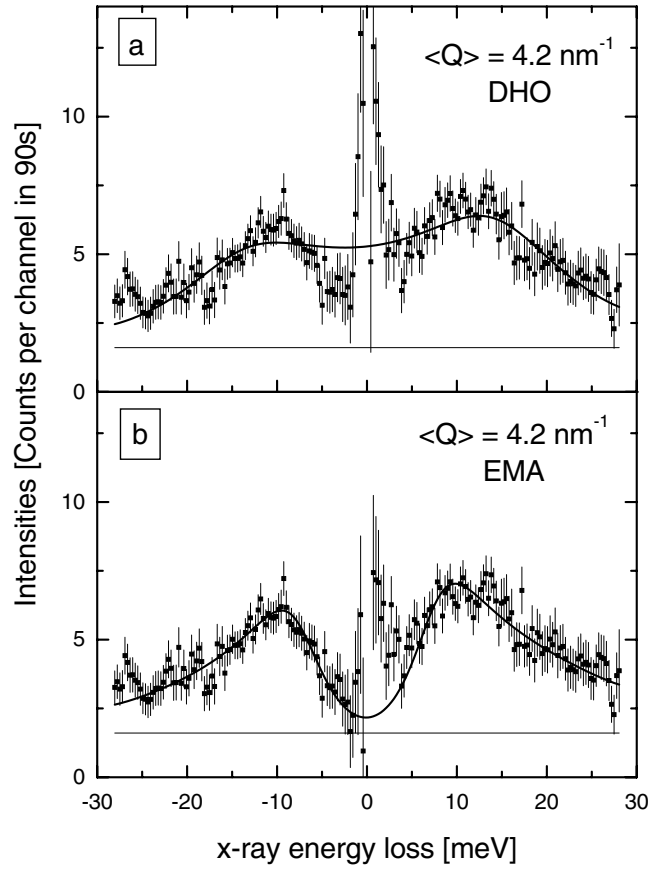 a
<Q> = 4.2 nm⁻¹
DHO
10
5
0
b
<Q> = 4.2 nm⁻¹
EMA
10
5
0
-30 -20 -10 0 10 20 30
x-ray energy loss [meV]
Intensities [Counts per channel in 90s]